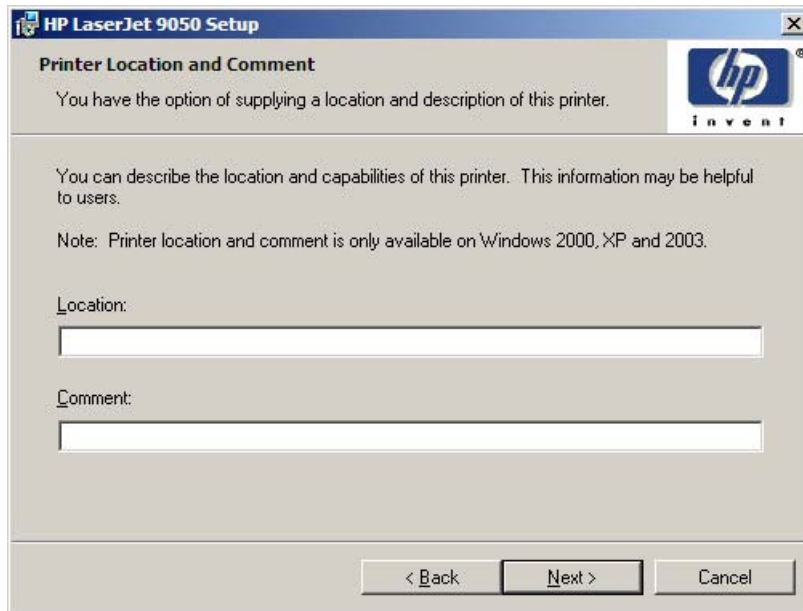 HP LaserJet 9050 Setup
Printer Location and Comment
You have the option of supplying a location and description of this printer.
hp
®
invent
You can describe the location and capabilities of this printer.  This information may be helpful
to users.
Note:  Printer location and comment is only available on Windows 2000, XP and 2003.
Location:
Comment:
< Back
Next >
Cancel